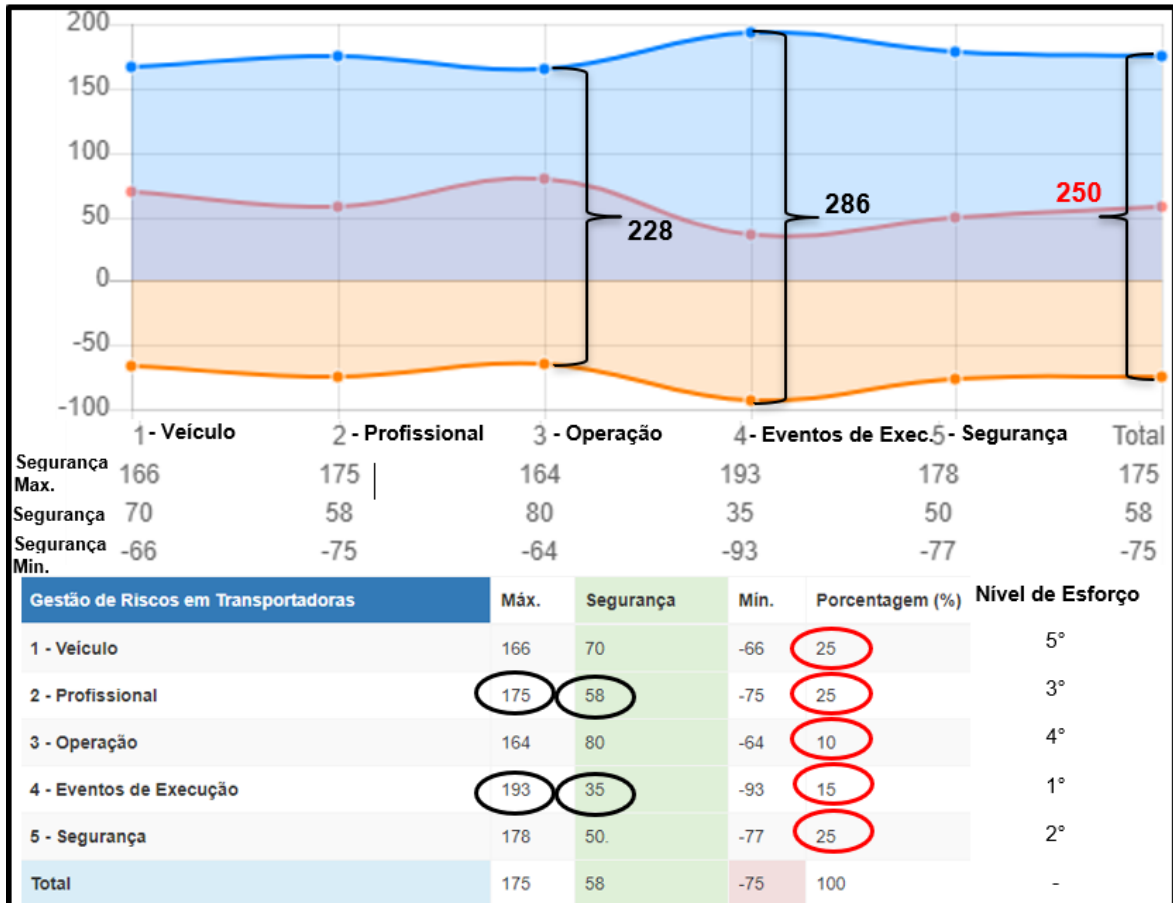 200
150
100
50
0
-50
-100
228
286
250
1 - Veículo 2 - Profissional 3 - Operação 4 - Eventos de Exec. 5 - Segurança Total
Segurança Max. 166 175 164 193 178 175
Segurança 70 58 80 35 50 58
Segurança Min. -66 -75 -64 -93 -77 -75
Gestão de Riscos em Transportadoras Máx. Segurança Mín. Porcentagem (%) Nível de Esforço
1 - Veículo 166 70 -66 25 5°
2 - Profissional 175 58 -75 25 3°
3 - Operação 164 80 -64 10 4°
4 - Eventos de Execução 193 35 -93 15 1°
5 - Segurança 178 50. -77 25 2°
Total 175 58 -75 100 -